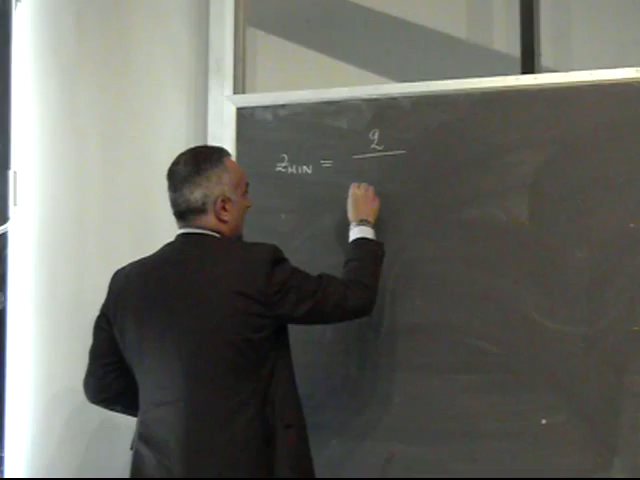 z_MIN = 2/